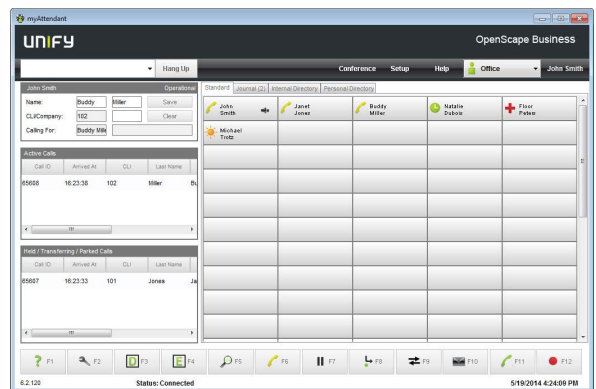 myAttendant
UNIFY
OpenScape Business
Hang Up
Conference Setup Help Office John Smith
John Smith Operational
Name: Buddy Miller Save
CLI/Company: 102 Clear
Calling For: Buddy Mille
Standard Journal (2) Internal Directory Personal Directory
John Smith
Janet Jones
Buddy Miller
Natalie Dubois
Floor Peters
Michael Trotz
Active Calls
Call ID Arrived At CLI Last Name
65608 16:23:38 102 Miller Bu
Held / Transferring / Parked Calls
Call ID Arrived At CLI Last Name
65607 16:23:33 101 Jones Ja
? F1 F2 D F3 E F4 F5 F6 F7 F8 F9 F10 F11 F12
6.2.120 Status: Connected 5/19/2014 4:24:09 PM